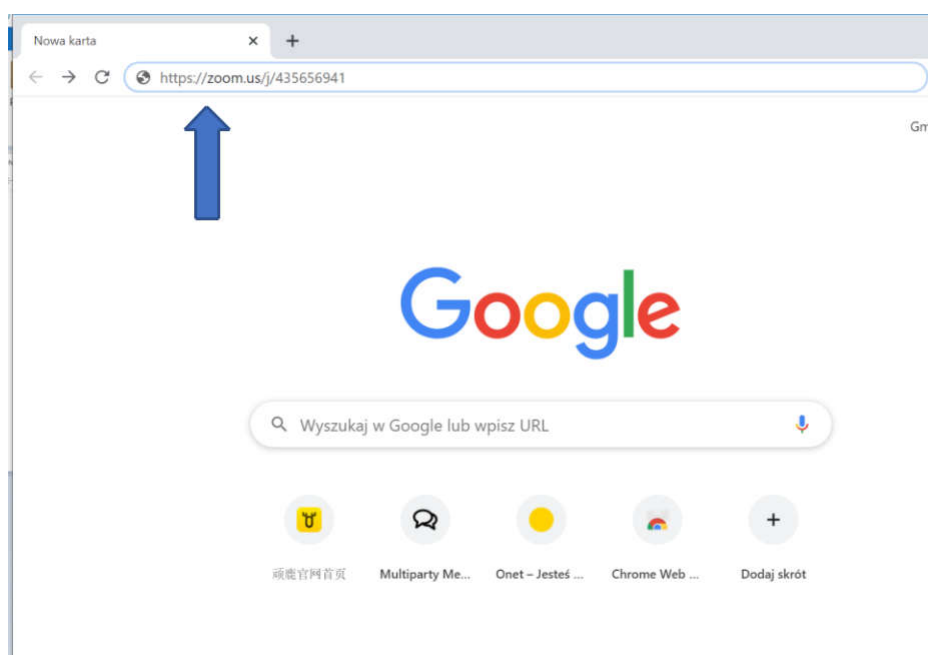 Nowa karta
https://zoom.us/j/435656941
Gm
Google
Wyszukaj w Google lub wpisz URL
顽鹿官网首页
Multiparty Me...
Onet – Jesteś ...
Chrome Web ...
Dodaj skrót